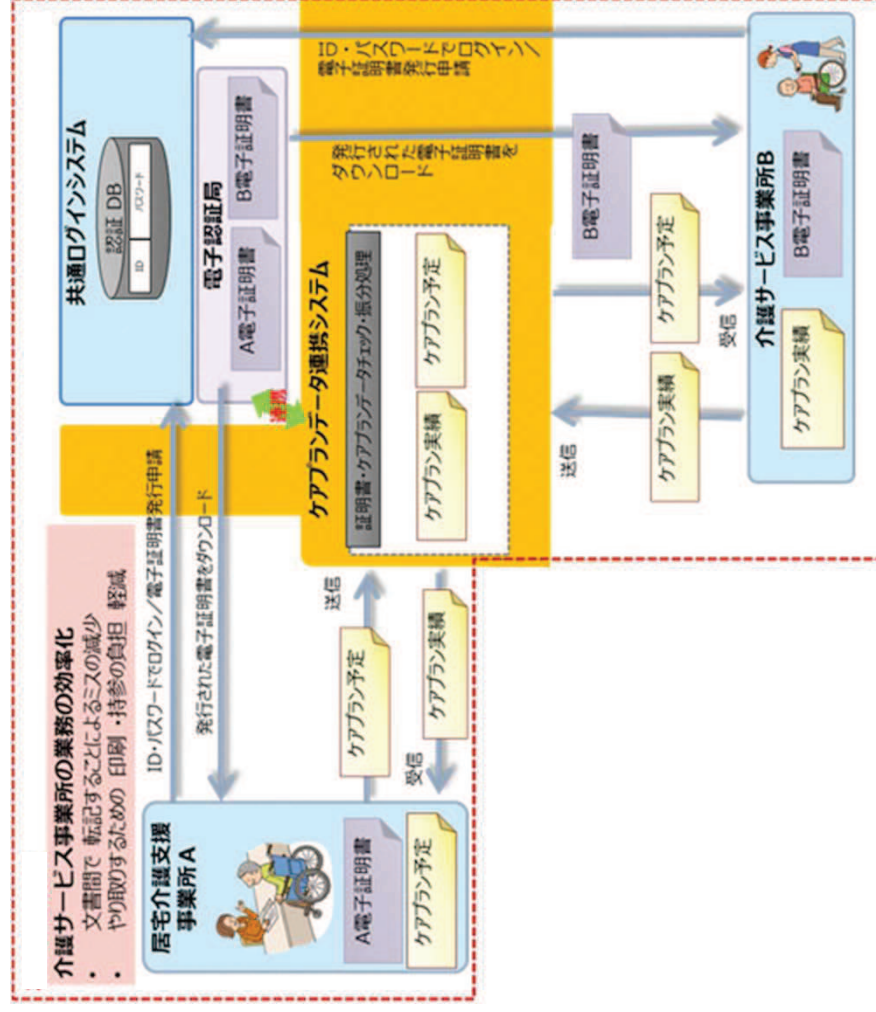 介護サービス事業所の業務の効率化
・ 文書間で 転記することによるミスの減少
・ やり取りするための 印刷 ・持参の負担 軽減
共通ログインシステム
認証 DB
ID
パスワード
電子認証局
A電子証明書
B電子証明書
ID・パスワードでログイン／電子証明書発行申請
発行された電子証明書をダウンロード
連携
居宅介護支援
事業所A
A電子証明書
ケアプラン予定
送信
ケアプラン予定
ケアプラン実績
受信
ケアプランデータ連携システム
証明書・ケアプランデータチェック・振分処理
ケアプラン実績
ケアプラン予定
ID・パスワードでログイン／
電子証明書発行申請
発行された電子証明書を
ダウンロード
B電子証明書
送信
ケアプラン実績
ケアプラン予定
受信
介護サービス事業所B
ケアプラン実績
B電子証明書